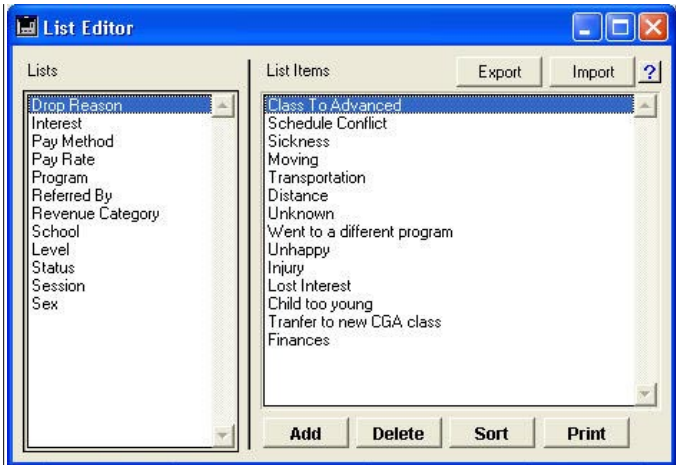 List Editor
Lists
List Items
Export
Import
?
Drop Reason
Interest
Pay Method
Pay Rate
Program
Referred By
Revenue Category
School
Level
Status
Session
Sex
Class To Advanced
Schedule Conflict
Sickness
Moving
Transportation
Distance
Unknown
Went to a different program
Unhappy
Injury
Lost Interest
Child too young
Tranfer to new CGA class
Finances
Add
Delete
Sort
Print